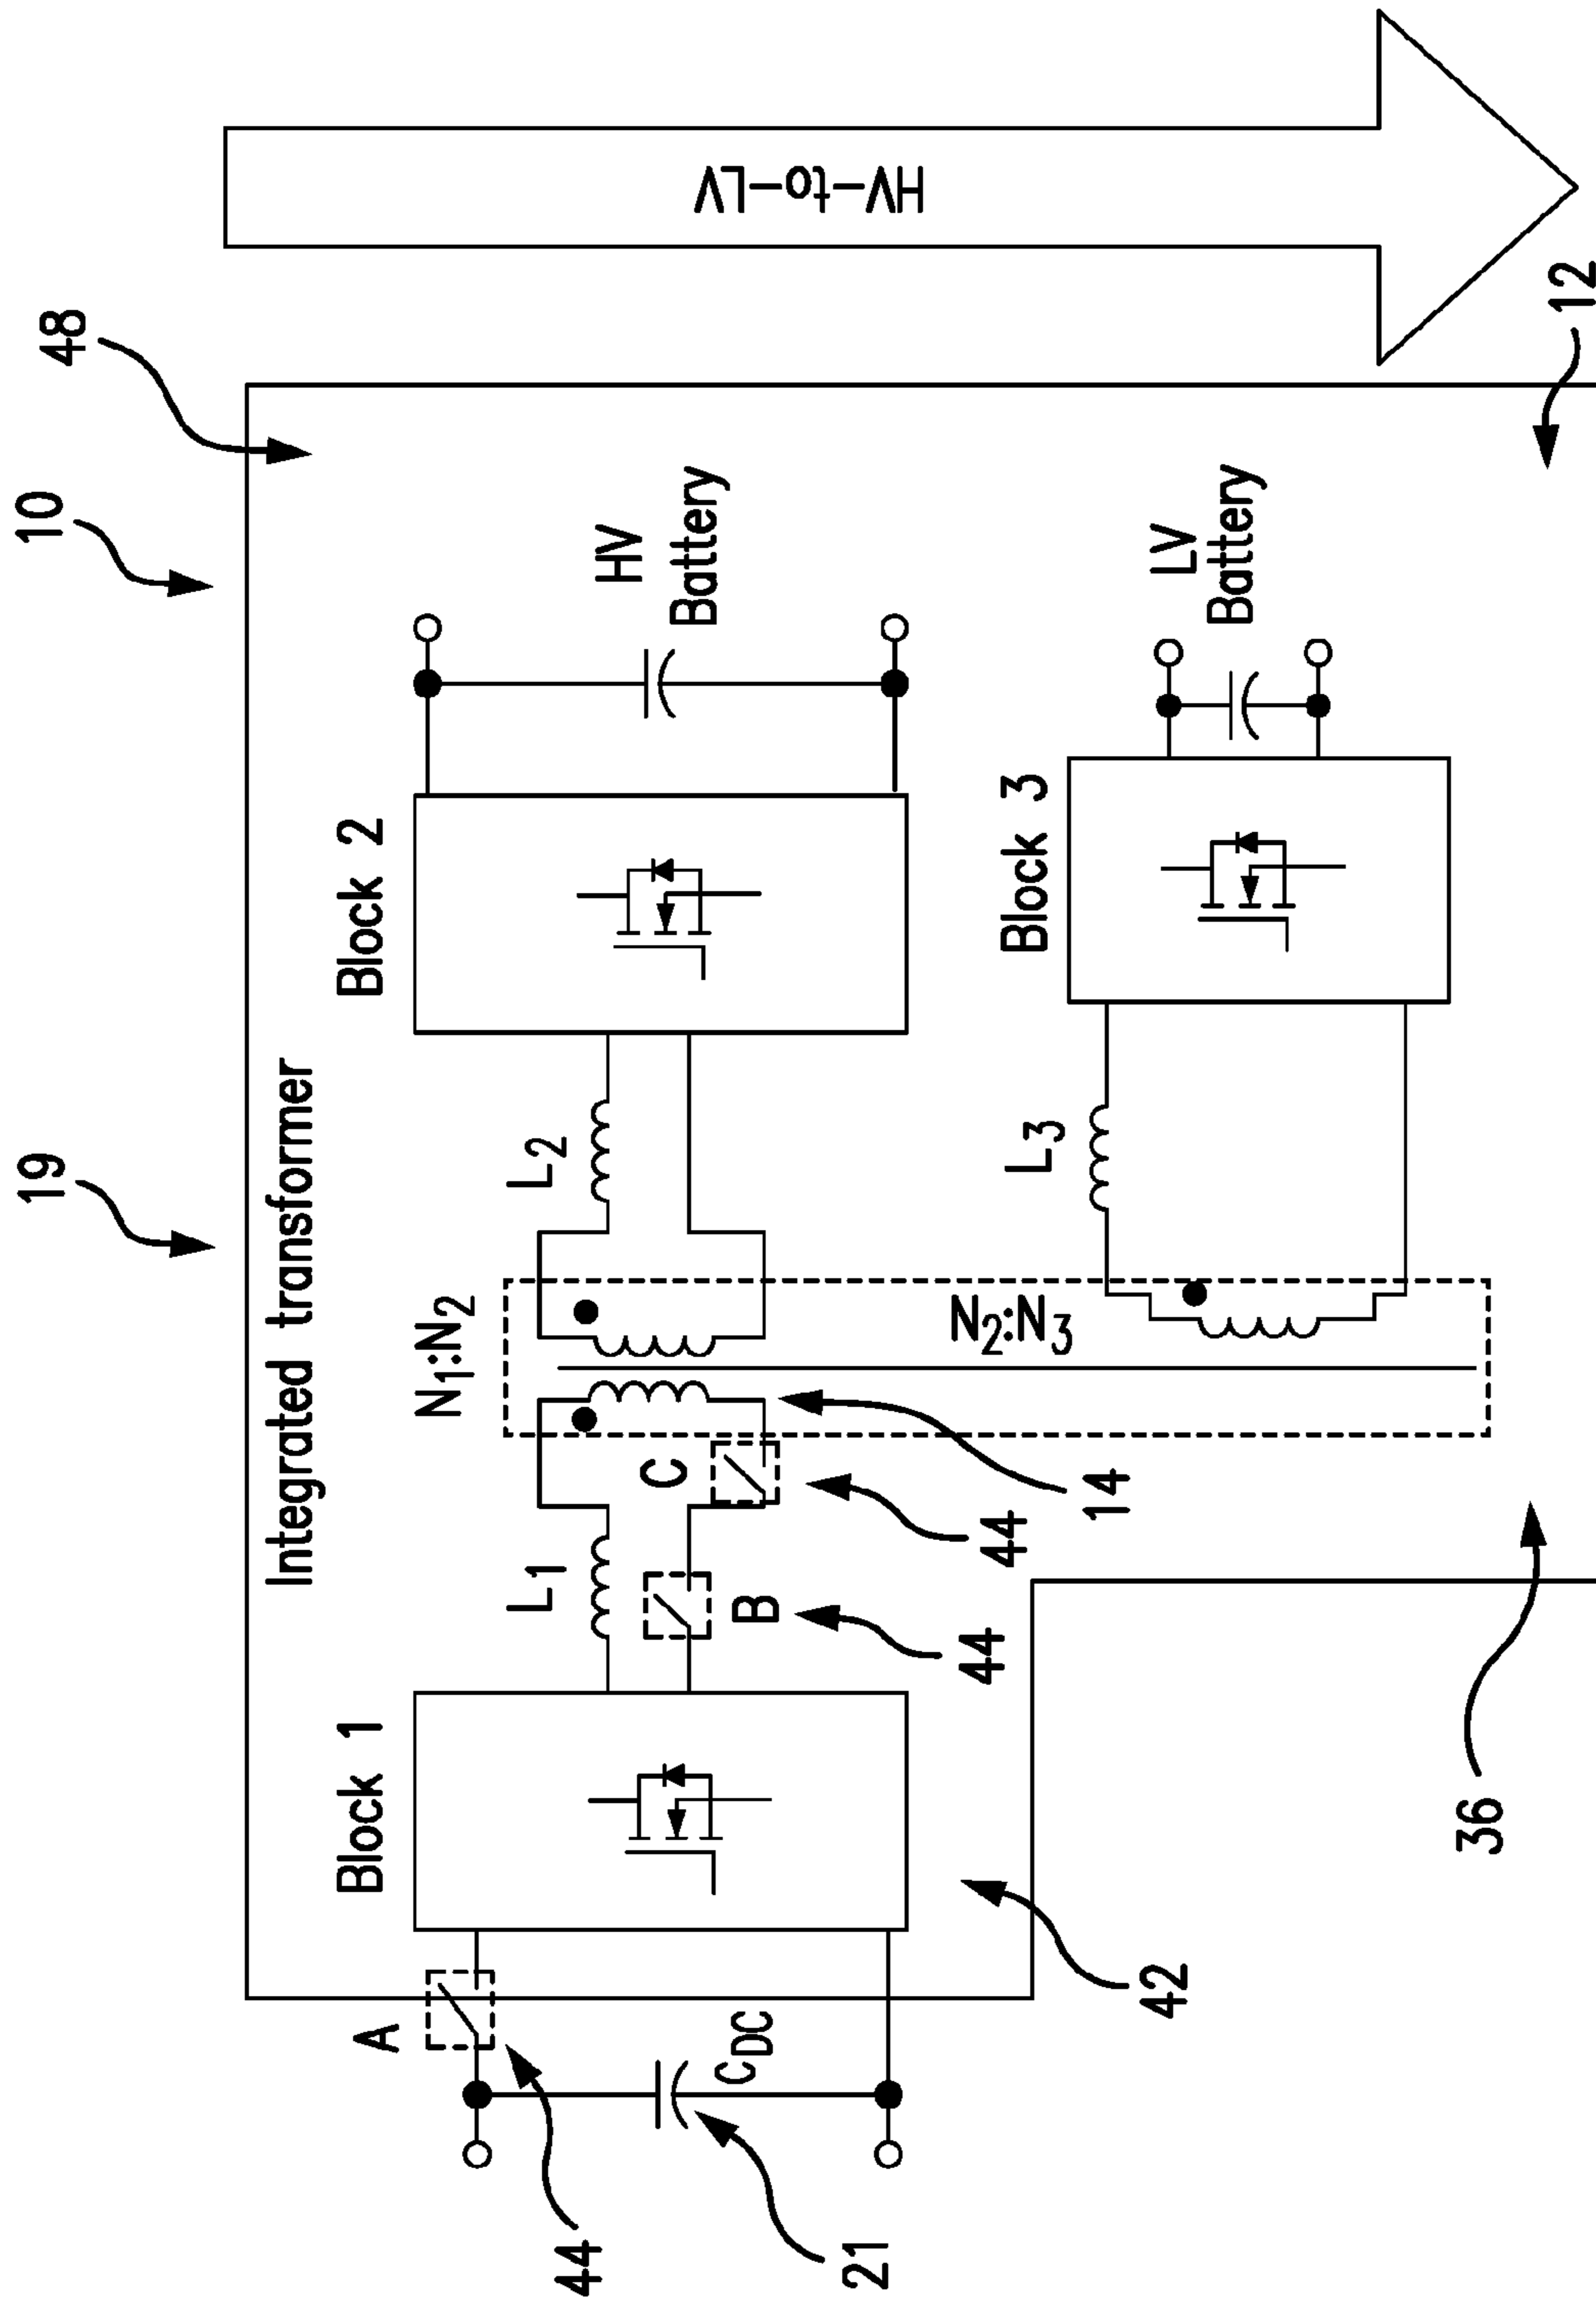 10
48
19
Integrated transformer
A
Block 1
Block 2
HV
Battery
44
L₁
L₂
N₁:N₂
C
B
C_DC
21
44
44
14
42
N₂:N₃
L₃
Block 3
LV
Battery
36
12
HV-to-LV